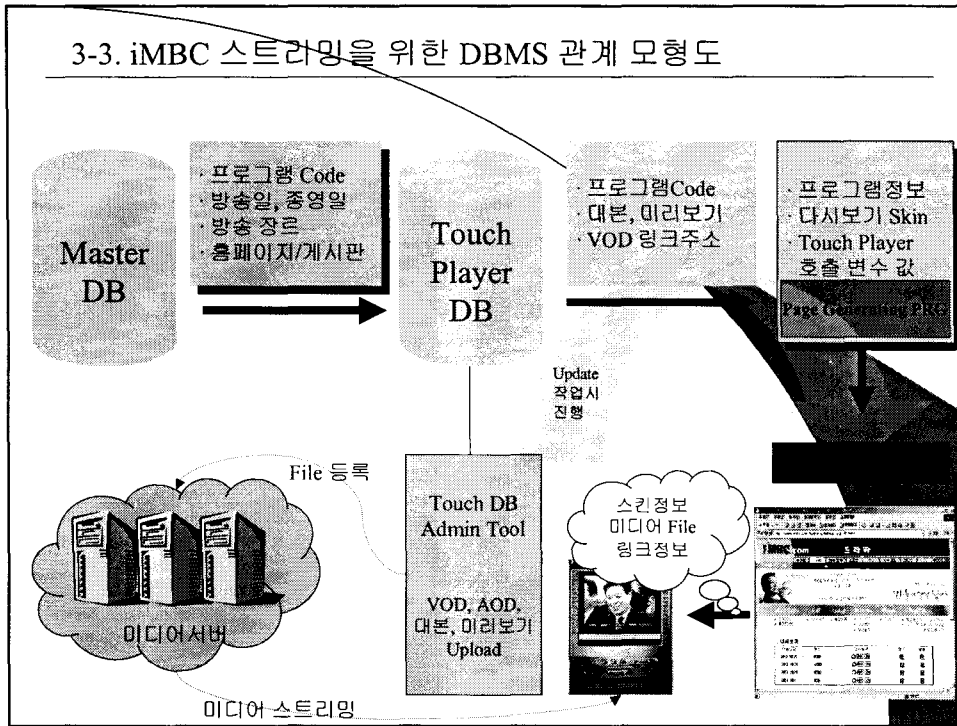 3-3. iMBC 스트리밍을 위한 DBMS 관계 모형도
Master
DB
· 프로그램 Code
· 방송일, 종영일
· 방송 장르
· 홈페이지/게시판
Touch
Player
DB
· 프로그램Code
· 대본, 미리보기
· VOD 링크주소
· 프로그램정보
· 다시보기 Skin
· Touch Player
호출 변수 값
Page Generating PRG
Update
작업시
진행
File 등록
Touch DB
Admin Tool
VOD, AOD,
대본, 미리보기
Upload
스킨정보
미디어 File
링크정보
미디어서버
미디어 스트리밍